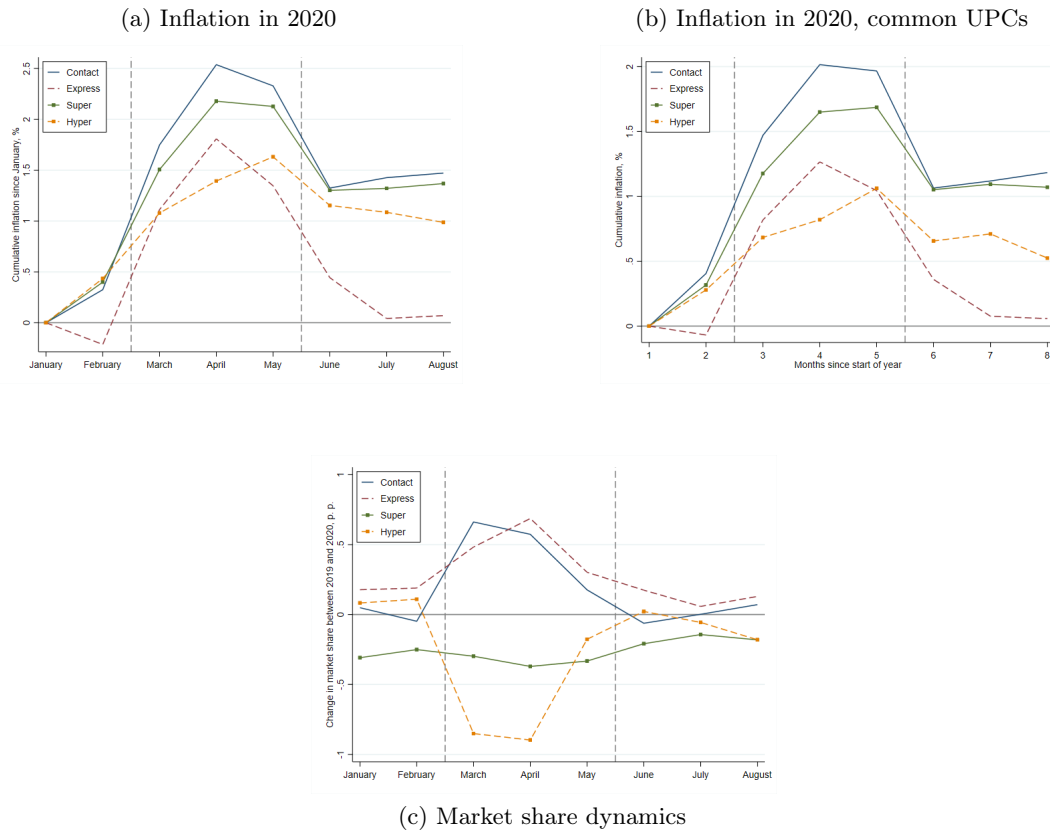 (a) Inflation in 2020
(b) Inflation in 2020, common UPCs
Cumulative inflation since January, %
2.5
2
1.5
1
.5
0
Contact
Express
Super
Hyper
January February March April May June July August
Cumulative inflation, %
2
1.5
1
.5
0
Contact
Express
Super
Hyper
1 2 3 4 5 6 7 8
Months since start of year
Change in market share between 2019 and 2020, p. p.
1
.5
0
-.5
-1
Contact
Express
Super
Hyper
January February March April May June July August
(c) Market share dynamics